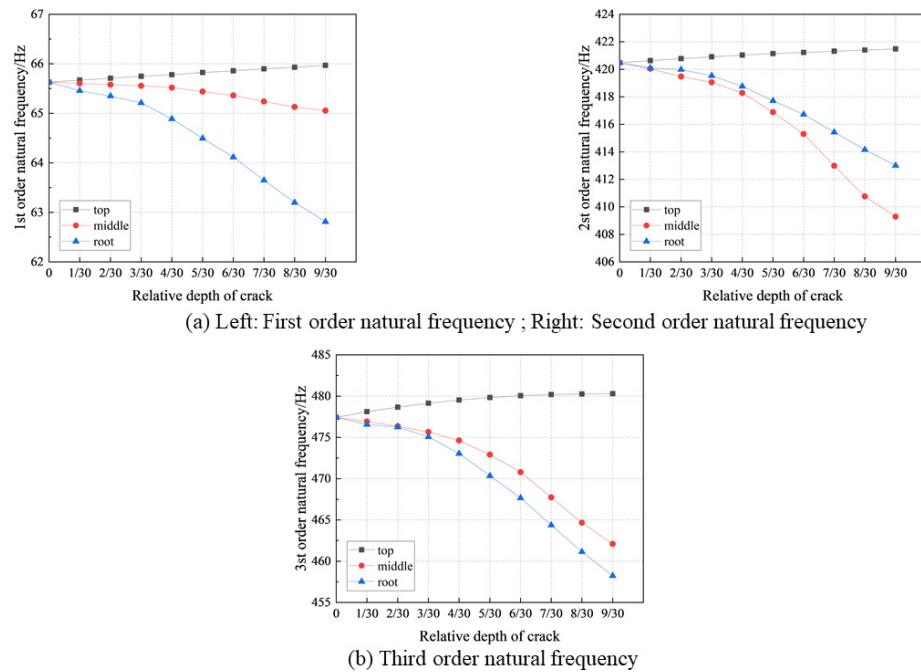 67
66
65
64
63
62
1st order natural frequency/Hz
top
middle
root
0 1/30 2/30 3/30 4/30 5/30 6/30 7/30 8/30 9/30
Relative depth of crack
424
422
420
418
416
414
412
410
408
406
2st order natural frequency/Hz
top
middle
root
0 1/30 2/30 3/30 4/30 5/30 6/30 7/30 8/30 9/30
Relative depth of crack
(a) Left: First order natural frequency ; Right: Second order natural frequency
485
480
475
470
465
460
455
3st order natural frequency/Hz
top
middle
root
0 1/30 2/30 3/30 4/30 5/30 6/30 7/30 8/30 9/30
Relative depth of crack
(b) Third order natural frequency